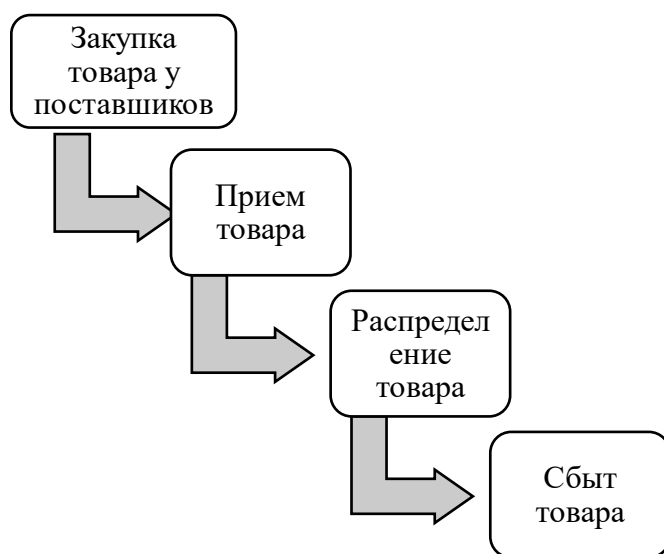 Закупка
товара у
поставшиков
Прием
товара
Распредел
ение
товара
Сбыт
товара